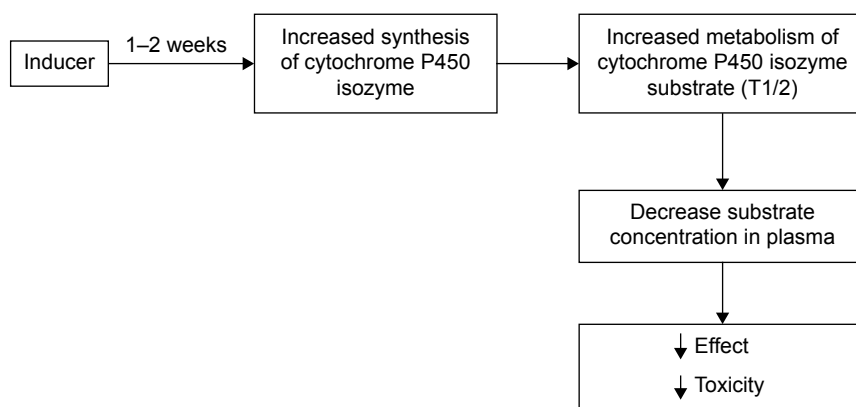 Inducer
1–2 weeks
Increased synthesis
of cytochrome P450
isozyme
Increased metabolism of
cytochrome P450 isozyme
substrate (T1/2)
Decrease substrate
concentration in plasma
↓ Effect
↓ Toxicity